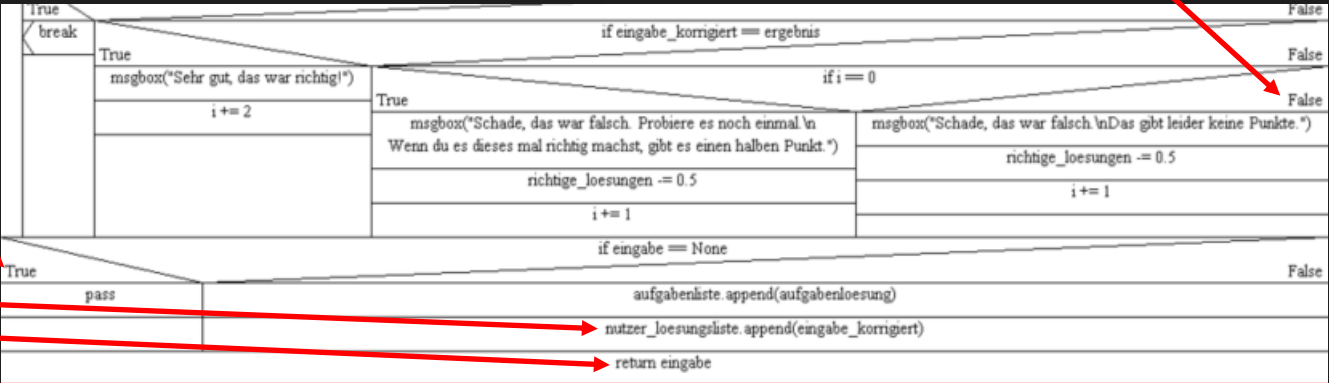 True
False
break
if eingabe_korrigiert == ergebnis
True
False
msgbox("Sehr gut, das war richtig!")
if i == 0
i += 2
True
False
msgbox("Schade, das war falsch. Probiere es noch einmal.\n
Wenn du es dieses mal richtig machst, gibt es einen halben Punkt.")
richtige_loesungen -= 0.5
i += 1
msgbox("Schade, das war falsch.\nDas gibt leider keine Punkte.")
richtige_loesungen -= 0.5
i += 1
if eingabe == None
True
False
pass
aufgabenliste.append(aufgabenloesung)
nutzer_loesungsliste.append(eingabe_korrigiert)
return eingabe